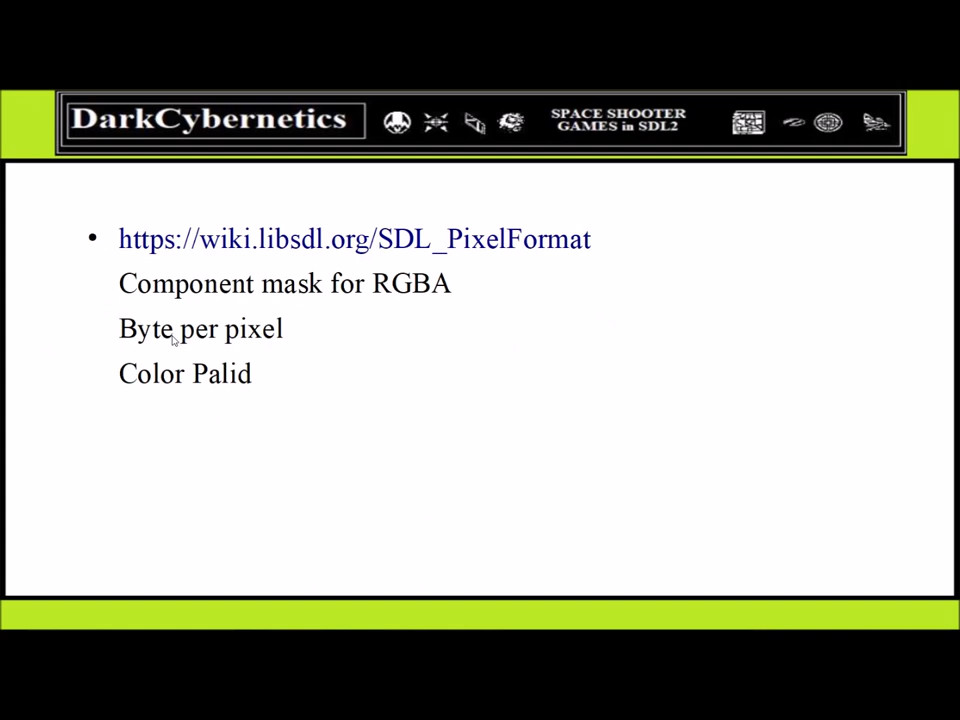 DarkCybernetics
SPACE SHOOTER
GAMES in SDL2
• https://wiki.libsdl.org/SDL_PixelFormat
Component mask for RGBA
Byte per pixel
Color Palid